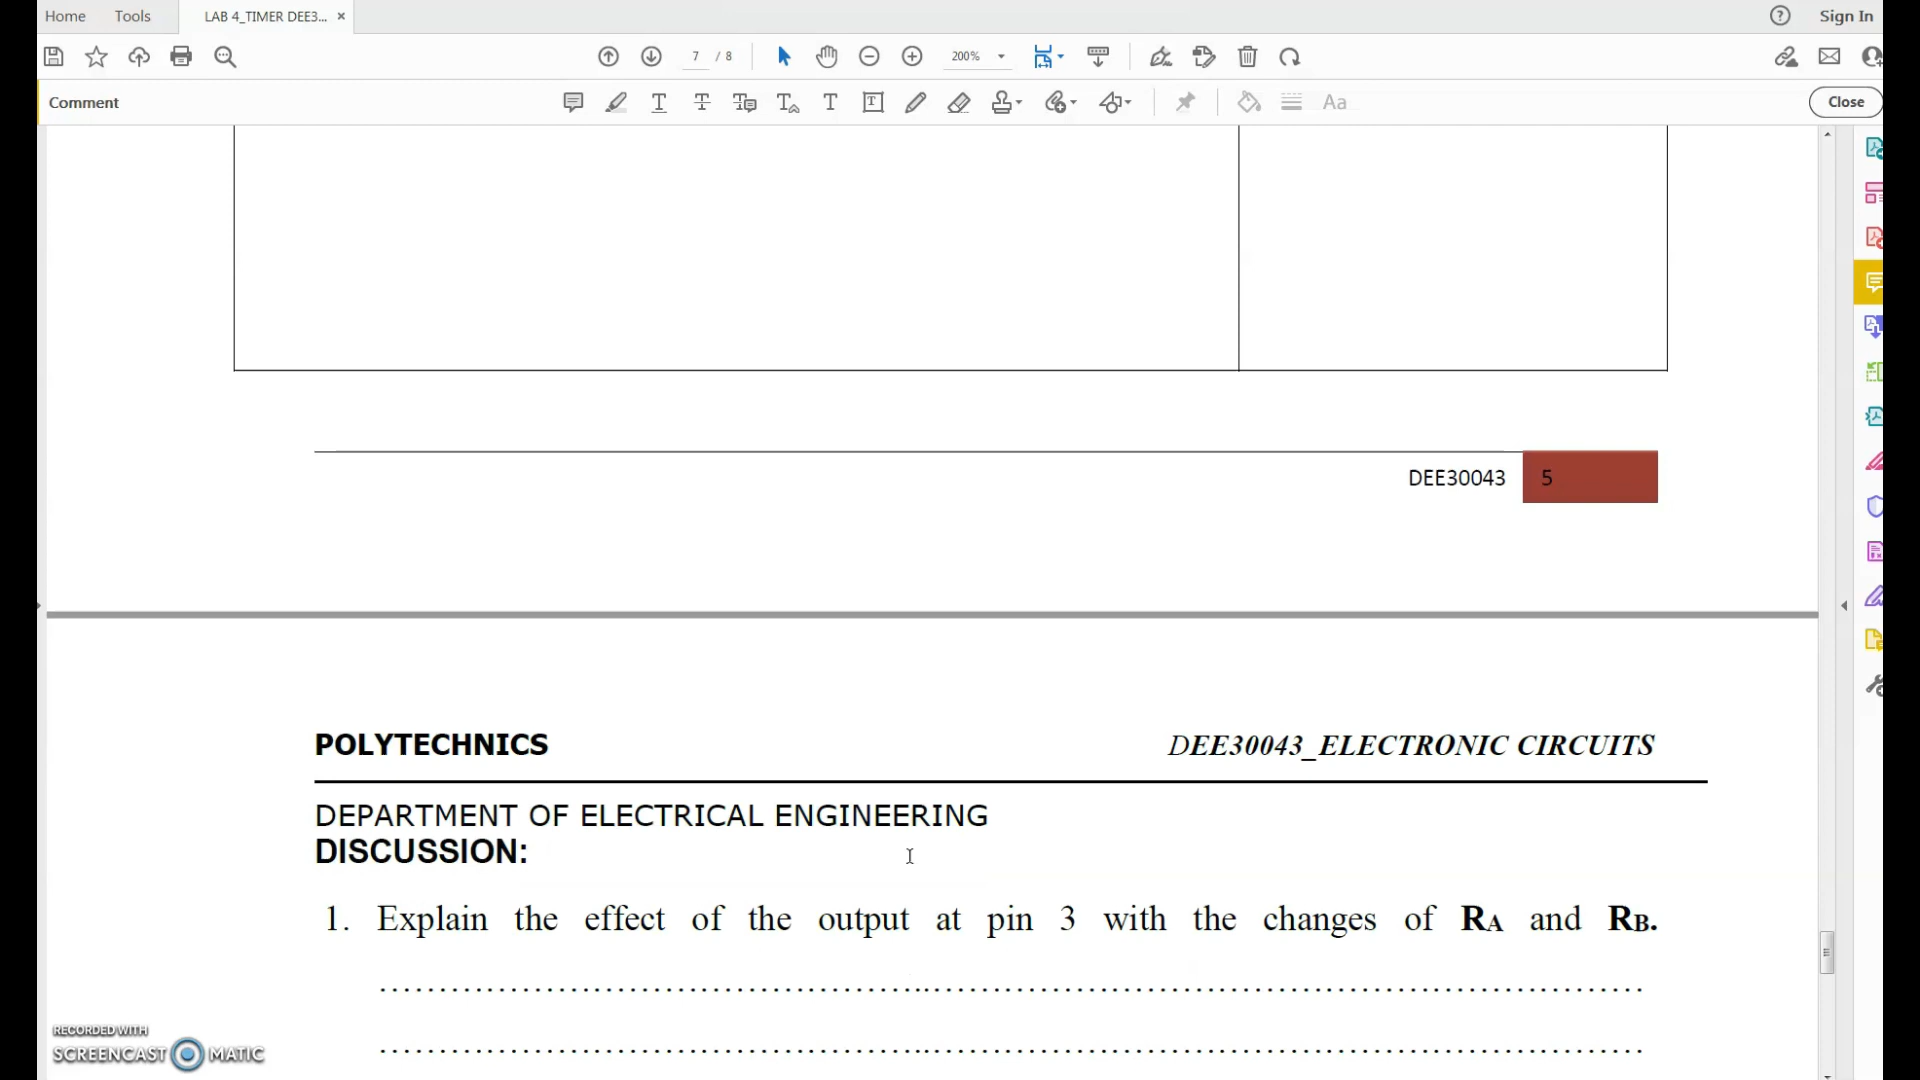 Home Tools LAB 4_TIMER DEE3... × Sign In
7 / 8 200%
Comment Close
DEE30043 5
POLYTECHNICS DEE30043_ELECTRONIC CIRCUITS
DEPARTMENT OF ELECTRICAL ENGINEERING
DISCUSSION:
1. Explain the effect of the output at pin 3 with the changes of RA and RB.
RECORDED WITH
SCREENCAST MATIC